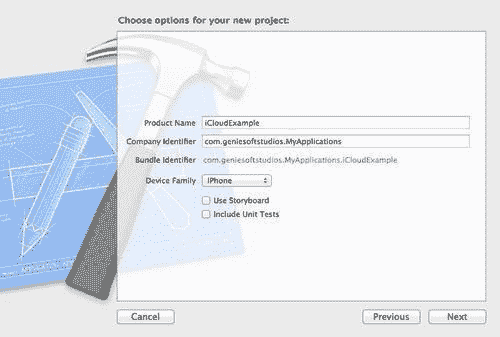 Choose options for your new project:
Product Name iCloudExample
Company Identifier com.geniesoftstudios.MyApplications
Bundle Identifier com.geniesoftstudios.MyApplications.iCloudExample
Device Family iPhone
Use Storyboard
Include Unit Tests
Cancel Previous Next